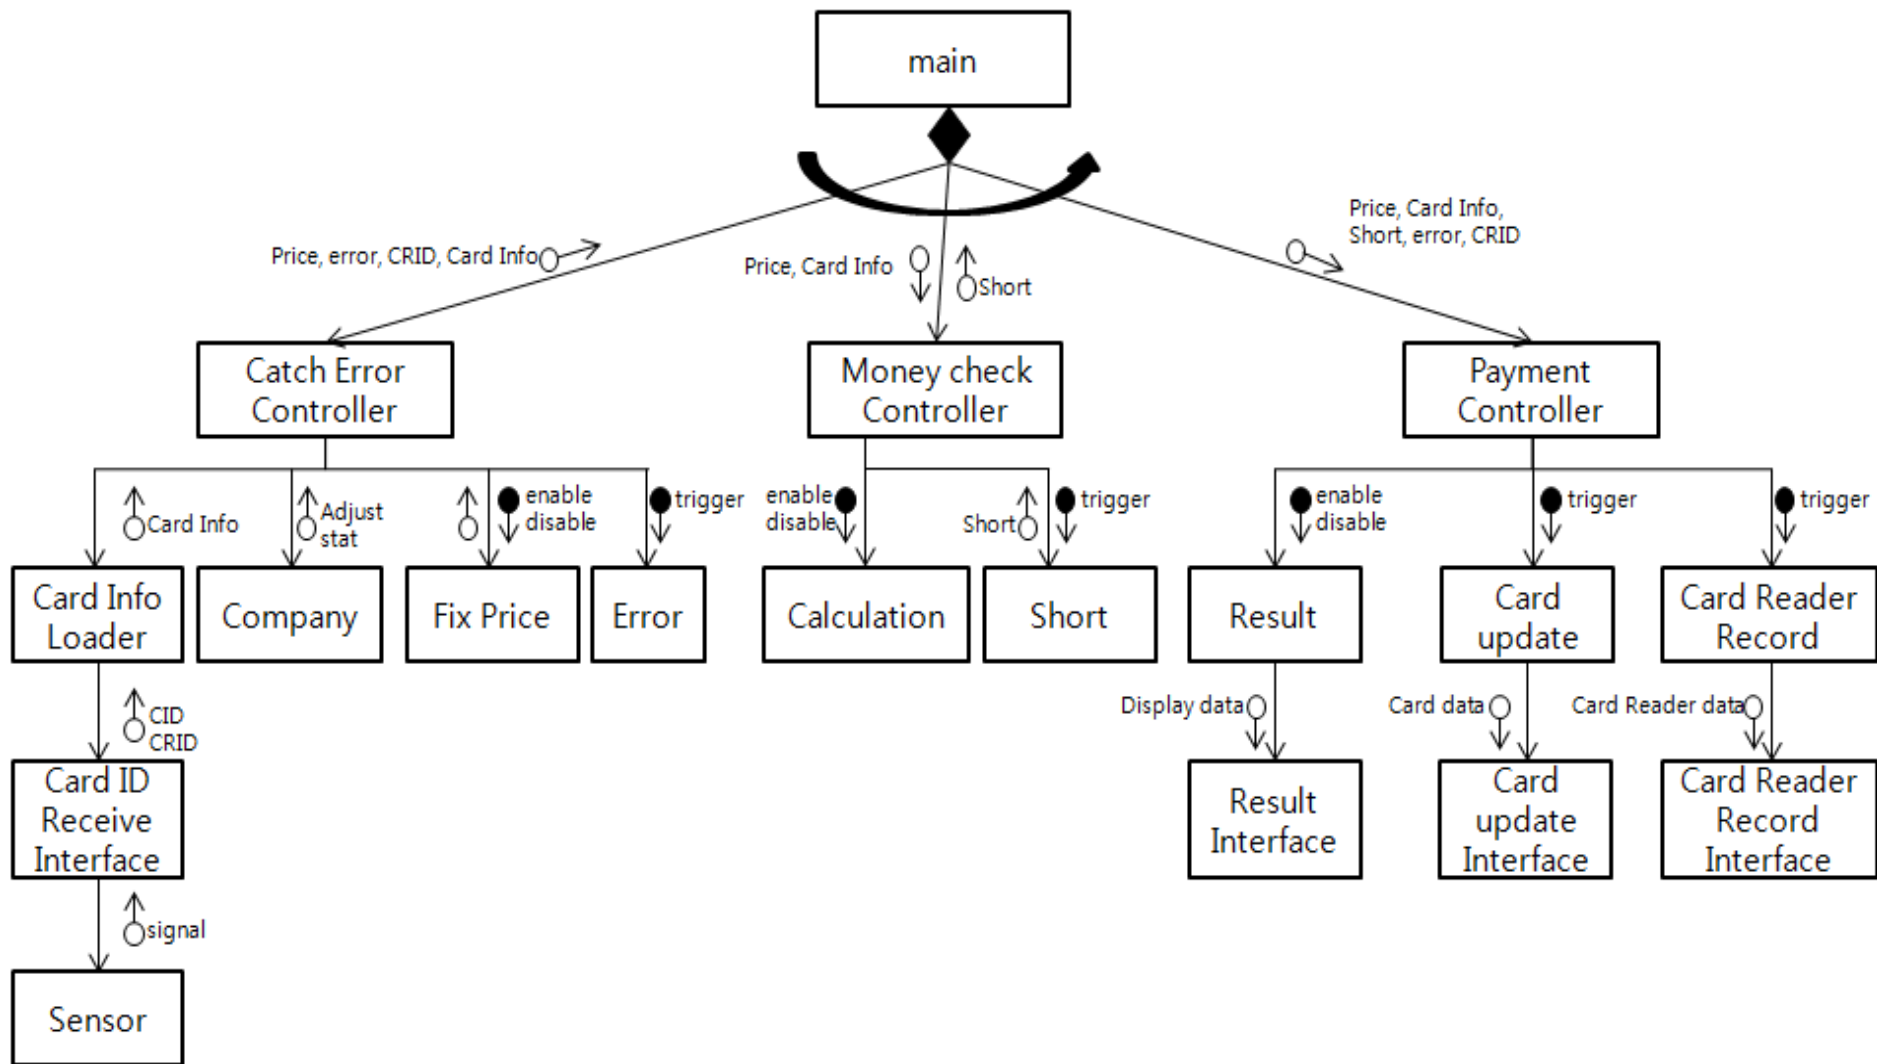 main
Price, error, CRID, Card Info
Price, Card Info
Short
Price, Card Info,
Short, error, CRID
Catch Error
Controller
Money check
Controller
Payment
Controller
Card Info
Adjust
stat
enable
disable
trigger
enable
disable
Short
trigger
enable
disable
trigger
trigger
Card Info
Loader
Company
Fix Price
Error
Calculation
Short
Result
Card
update
Card Reader
Record
CID
CRID
Display data
Card data
Card Reader data
Card ID
Receive
Interface
Result
Interface
Card
update
Interface
Card Reader
Record
Interface
signal
Sensor